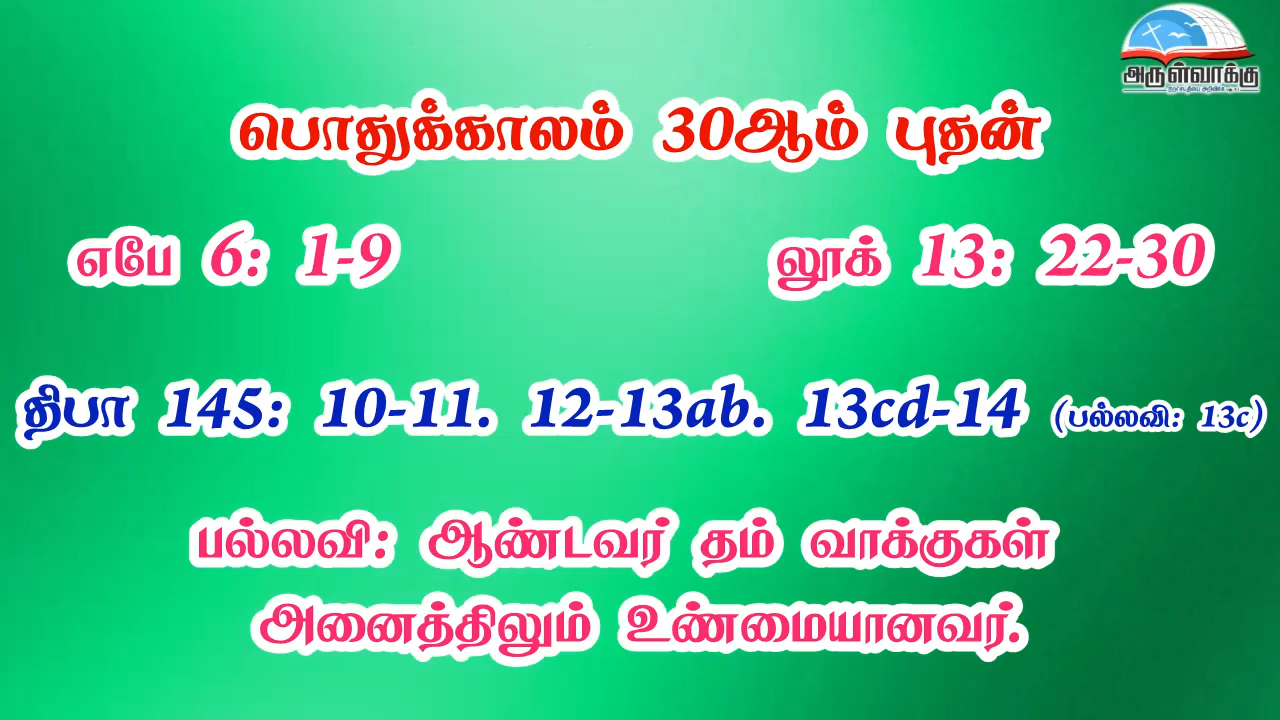 அருள்வாக்கு
பொதுக்காலம் 30ஆம் புதன்
எபே 6: 1-9
லூக் 13: 22-30
திபா 145: 10-11. 12-13ab. 13cd-14 (பல்லவி: 13c)
பல்லவி: ஆண்டவர் தம் வாக்குகள்
அனைத்திலும் உண்மையானவர்.